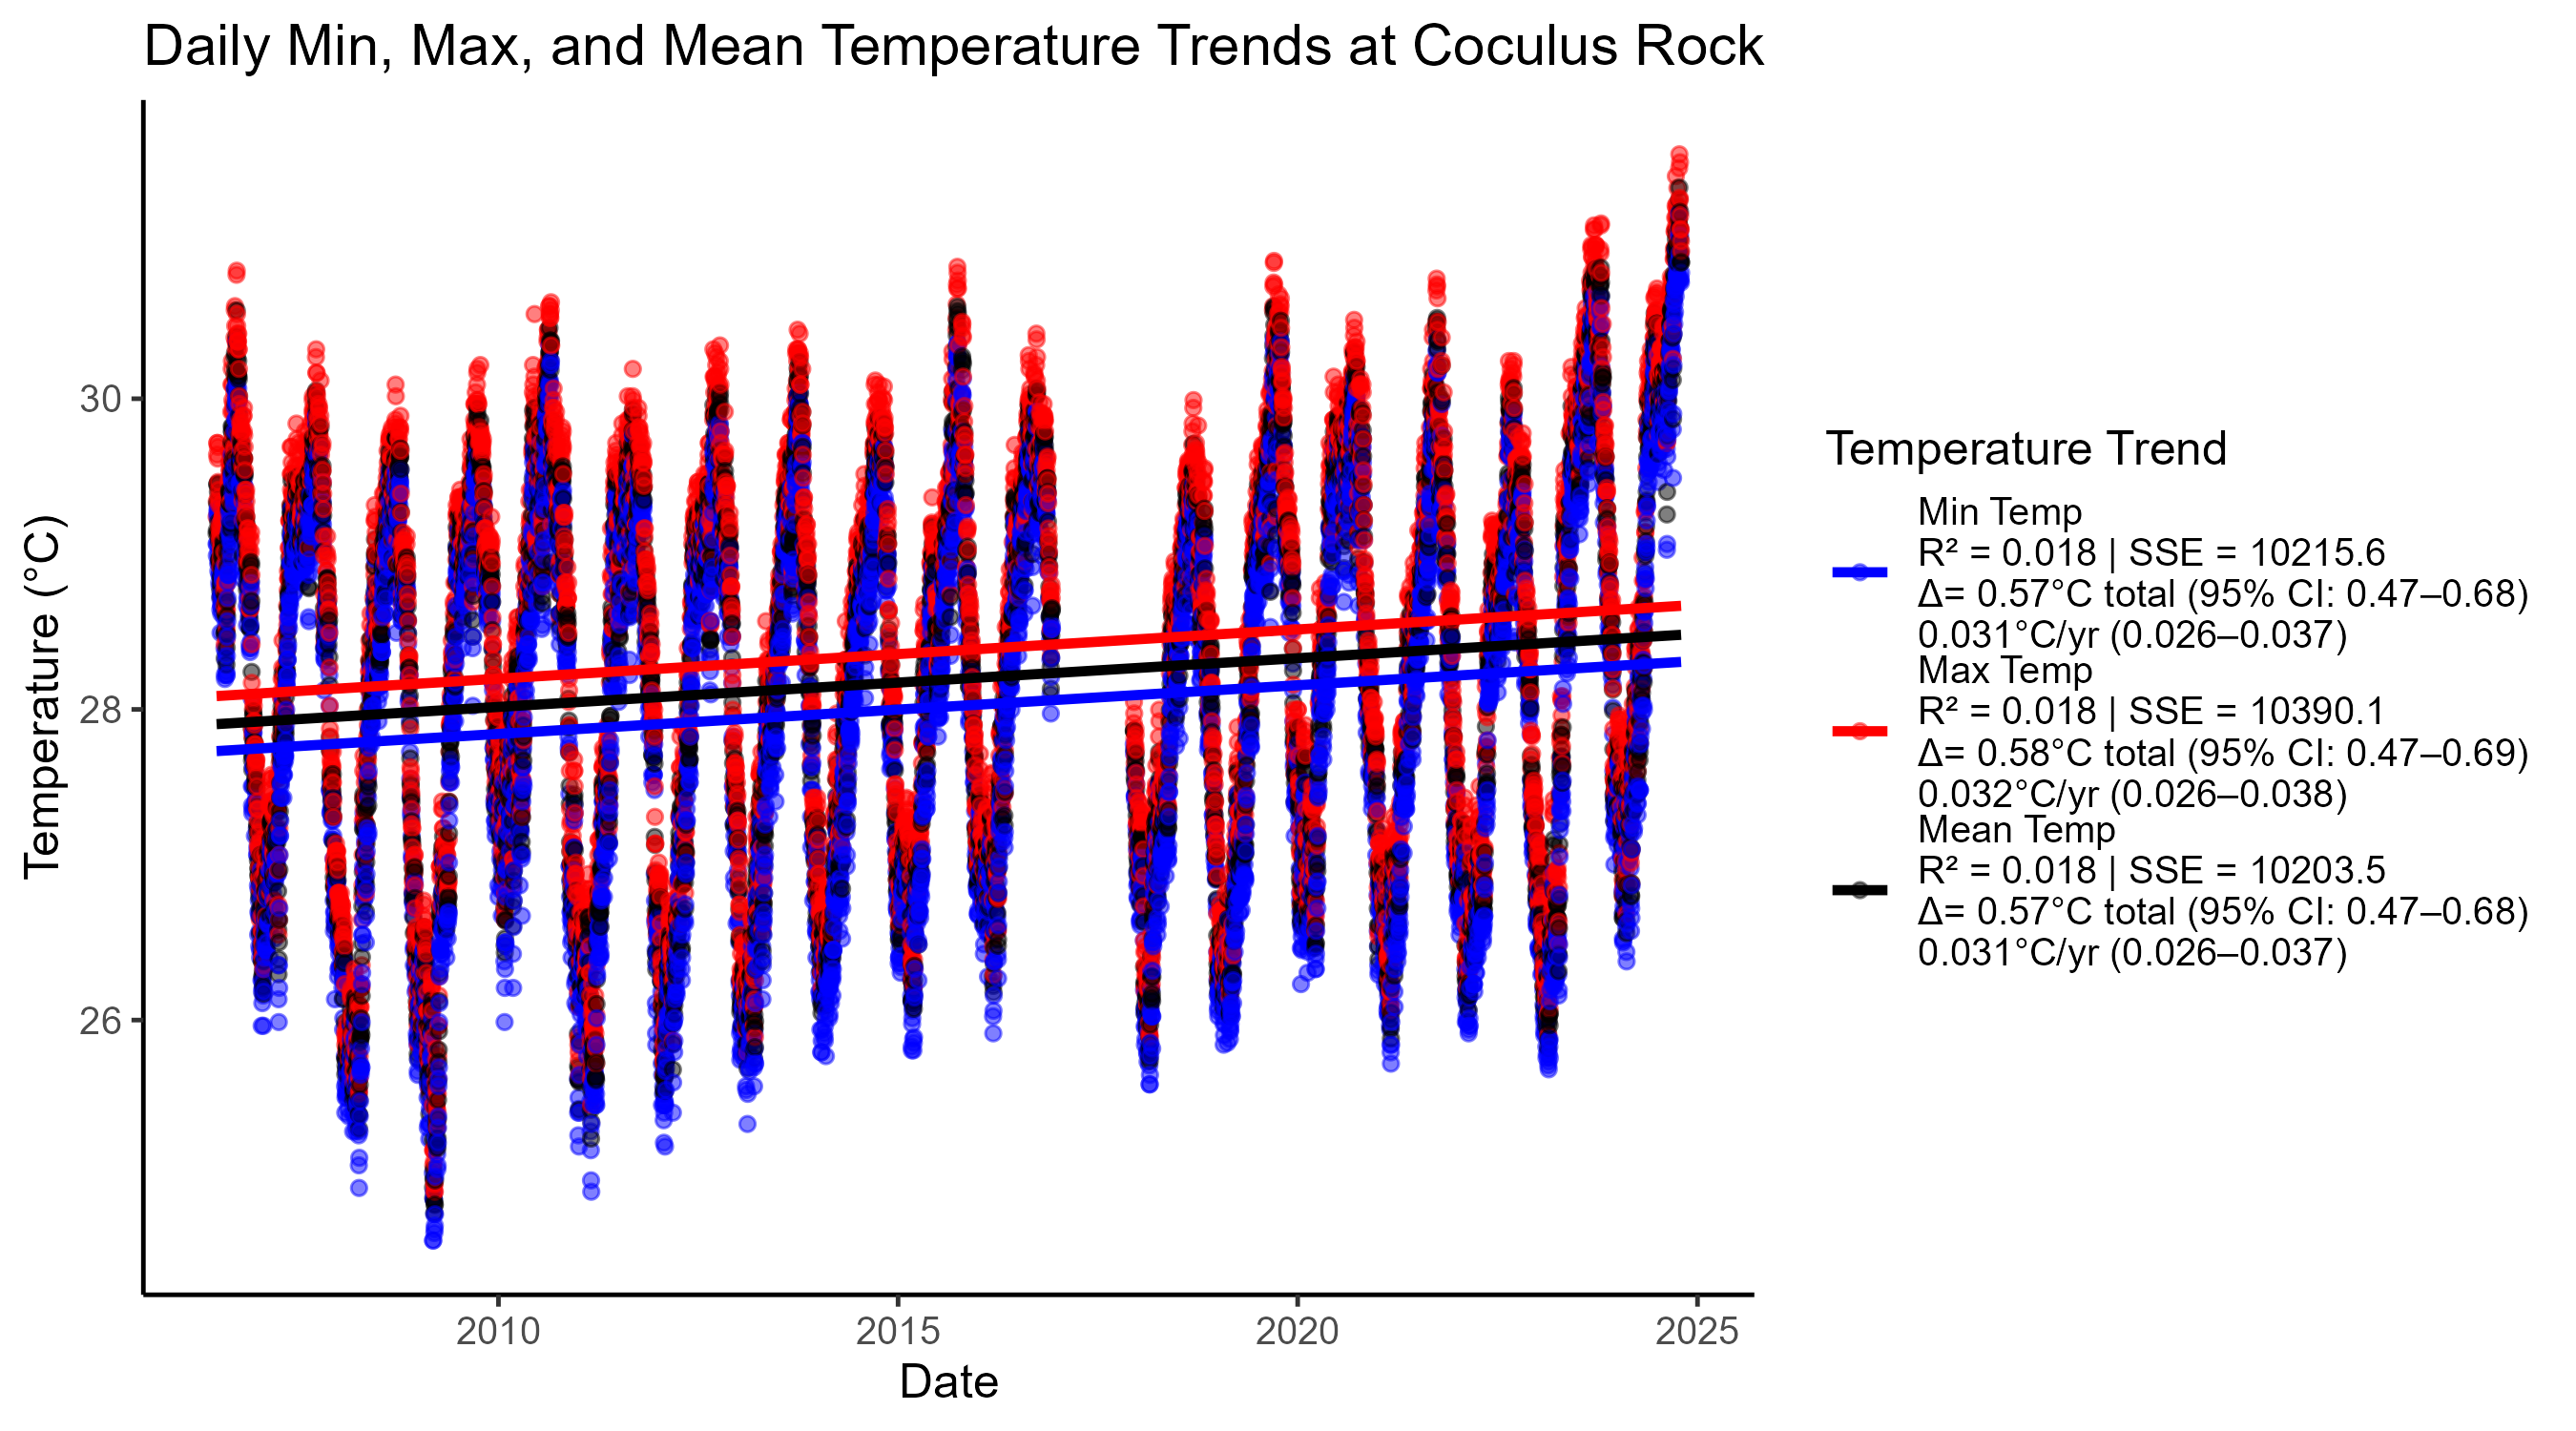 Daily Min, Max, and Mean Temperature Trends at Coculus Rock
Temperature (°C)
30
28
26
2010
2015
2020
2025
Date
Temperature Trend
Min Temp
R² = 0.018 | SSE = 10215.6
Δ= 0.57°C total (95% CI: 0.47–0.68)
0.031°C/yr (0.026–0.037)
Max Temp
R² = 0.018 | SSE = 10390.1
Δ= 0.58°C total (95% CI: 0.47–0.69)
0.032°C/yr (0.026–0.038)
Mean Temp
R² = 0.018 | SSE = 10203.5
Δ= 0.57°C total (95% CI: 0.47–0.68)
0.031°C/yr (0.026–0.037)